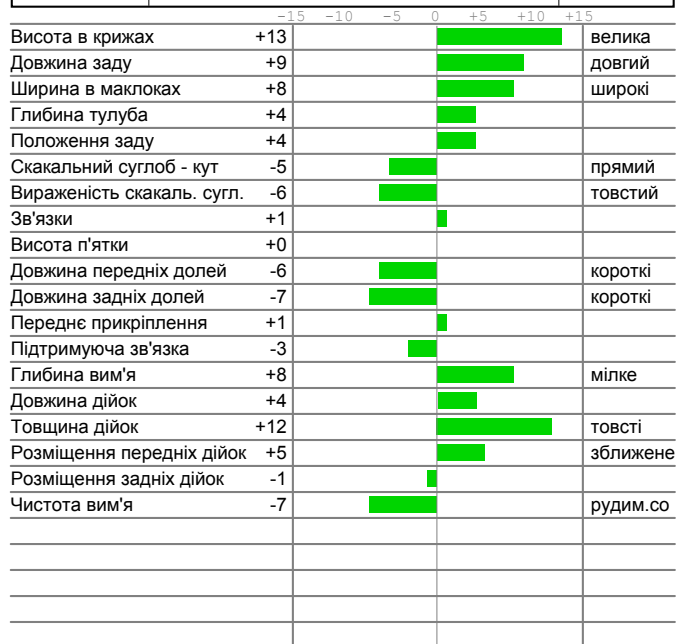 -15 -10 -5 0 +5 +10 +15
Висота в крижах +13 велика
Довжина заду +9 довгий
Ширина в маклоках +8 широкі
Глибина тулуба +4
Положення заду +4
Скакальний суглоб - кут -5 прямий
Вираженість скакаль. сугл. -6 товстий
Зв'язки +1
Висота п'ятки +0
Довжина передніх долей -6 короткі
Довжина задніх долей -7 короткі
Переднє прикріплення +1
Підтримуюча зв'язка -3
Глибина вим'я +8 мілке
Довжина дійок +4
Товщина дійок +12 товсті
Розміщення передніх дійок +5 зближене
Розміщення задніх дійок -1
Чистота вим'я -7 рудим.со